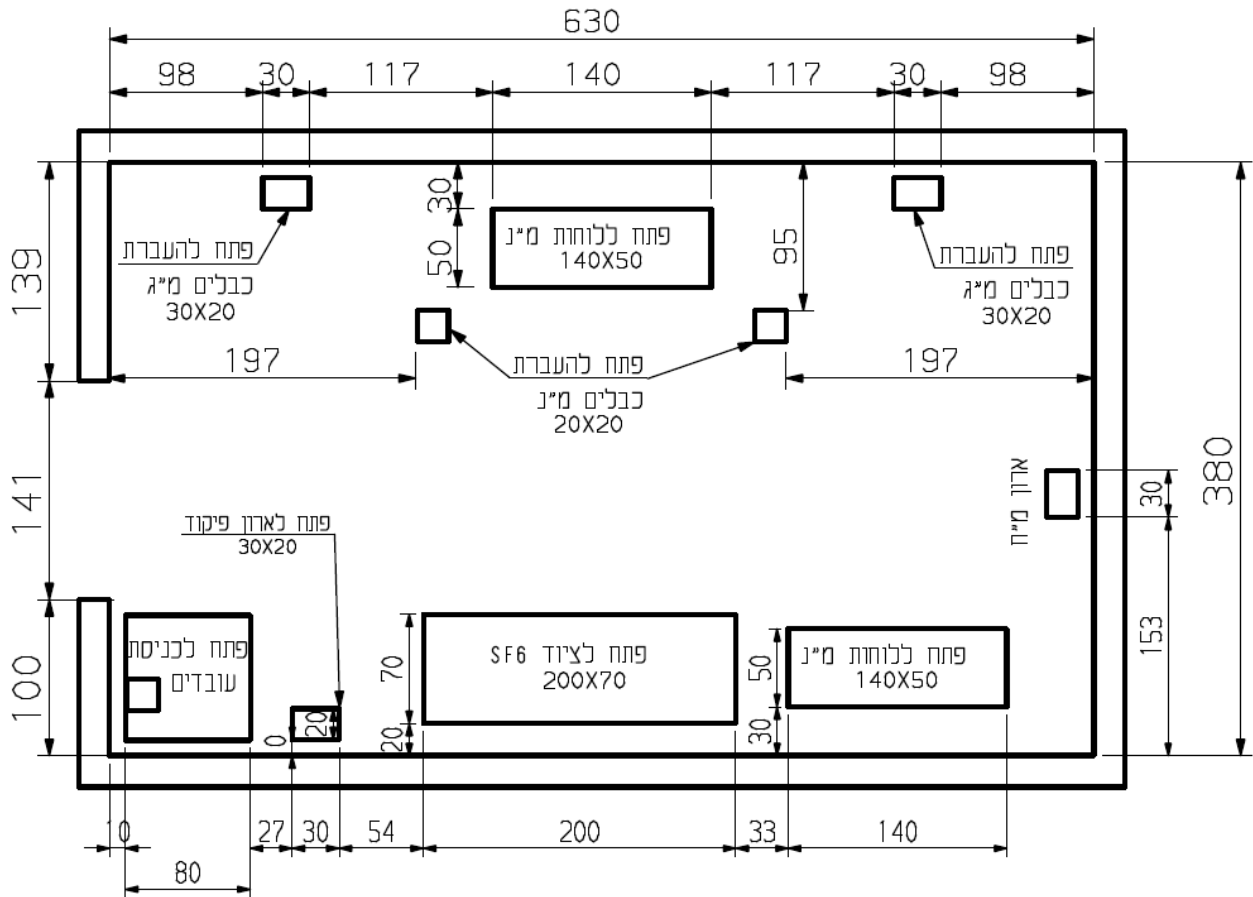 630
98
30
117
140
117
30
98
30
50
95
139
141
100
380
פתח להעברת
כבלים מ"ג
30X20
פתח ללוחות מ"נ
140X50
פתח להעברת
כבלים מ"ג
30X20
197
פתח להעברת
כבלים מ"נ
20X20
197
ארון מ"ח
30
153
פתח לארון פיקוד
30X20
פתח לכניסת
עובדים
0
20
70
20
פתח לציוד SF6
200X70
50
30
פתח ללוחות מ"נ
140X50
10
27
30
54
200
33
140
80